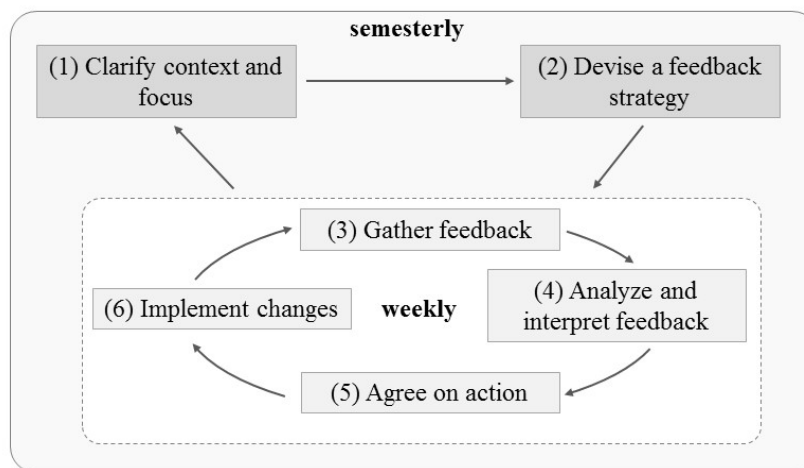 semesterly
(1) Clarify context and
focus
(2) Devise a feedback
strategy
(3) Gather feedback
(4) Analyze and
interpret feedback
(6) Implement changes
weekly
(5) Agree on action